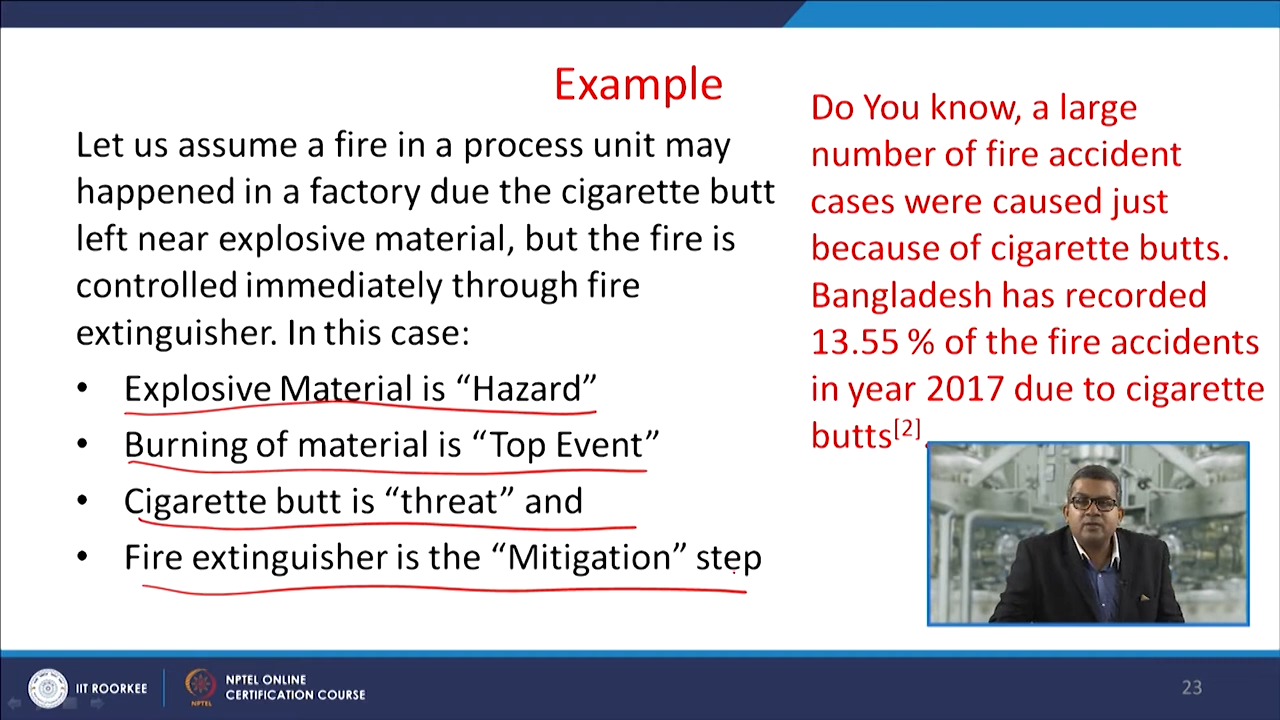 Example
Let us assume a fire in a process unit may
happened in a factory due the cigarette butt
left near explosive material, but the fire is
controlled immediately through fire
extinguisher. In this case:
• Explosive Material is “Hazard”
• Burning of material is “Top Event”
• Cigarette butt is “threat” and
• Fire extinguisher is the “Mitigation” step
Do You know, a large
number of fire accident
cases were caused just
because of cigarette butts.
Bangladesh has recorded
13.55 % of the fire accidents
in year 2017 due to cigarette
butts[2].
IIT ROORKEE
NPTEL
NPTEL ONLINE
CERTIFICATION COURSE
23